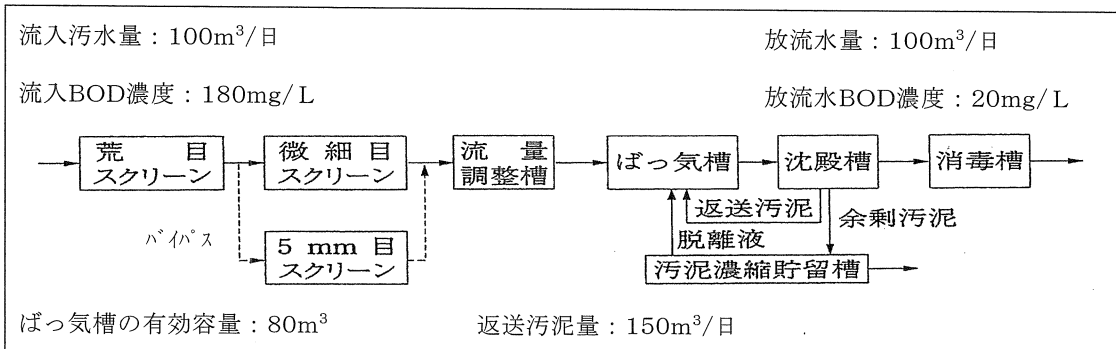 流入汚水量：100m³/日
放流水量：100m³/日
流入BOD濃度：180mg/L
放流水BOD濃度：20mg/L
荒目
スクリーン
微細目
スクリーン
流量
調整槽
ばっ気槽
沈殿槽
消毒槽
返送汚泥
余剰汚泥
バイパス
5mm目
スクリーン
脱離液
汚泥濃縮貯留槽
ばっ気槽の有効容量：80m³
返送汚泥量：150m³/日